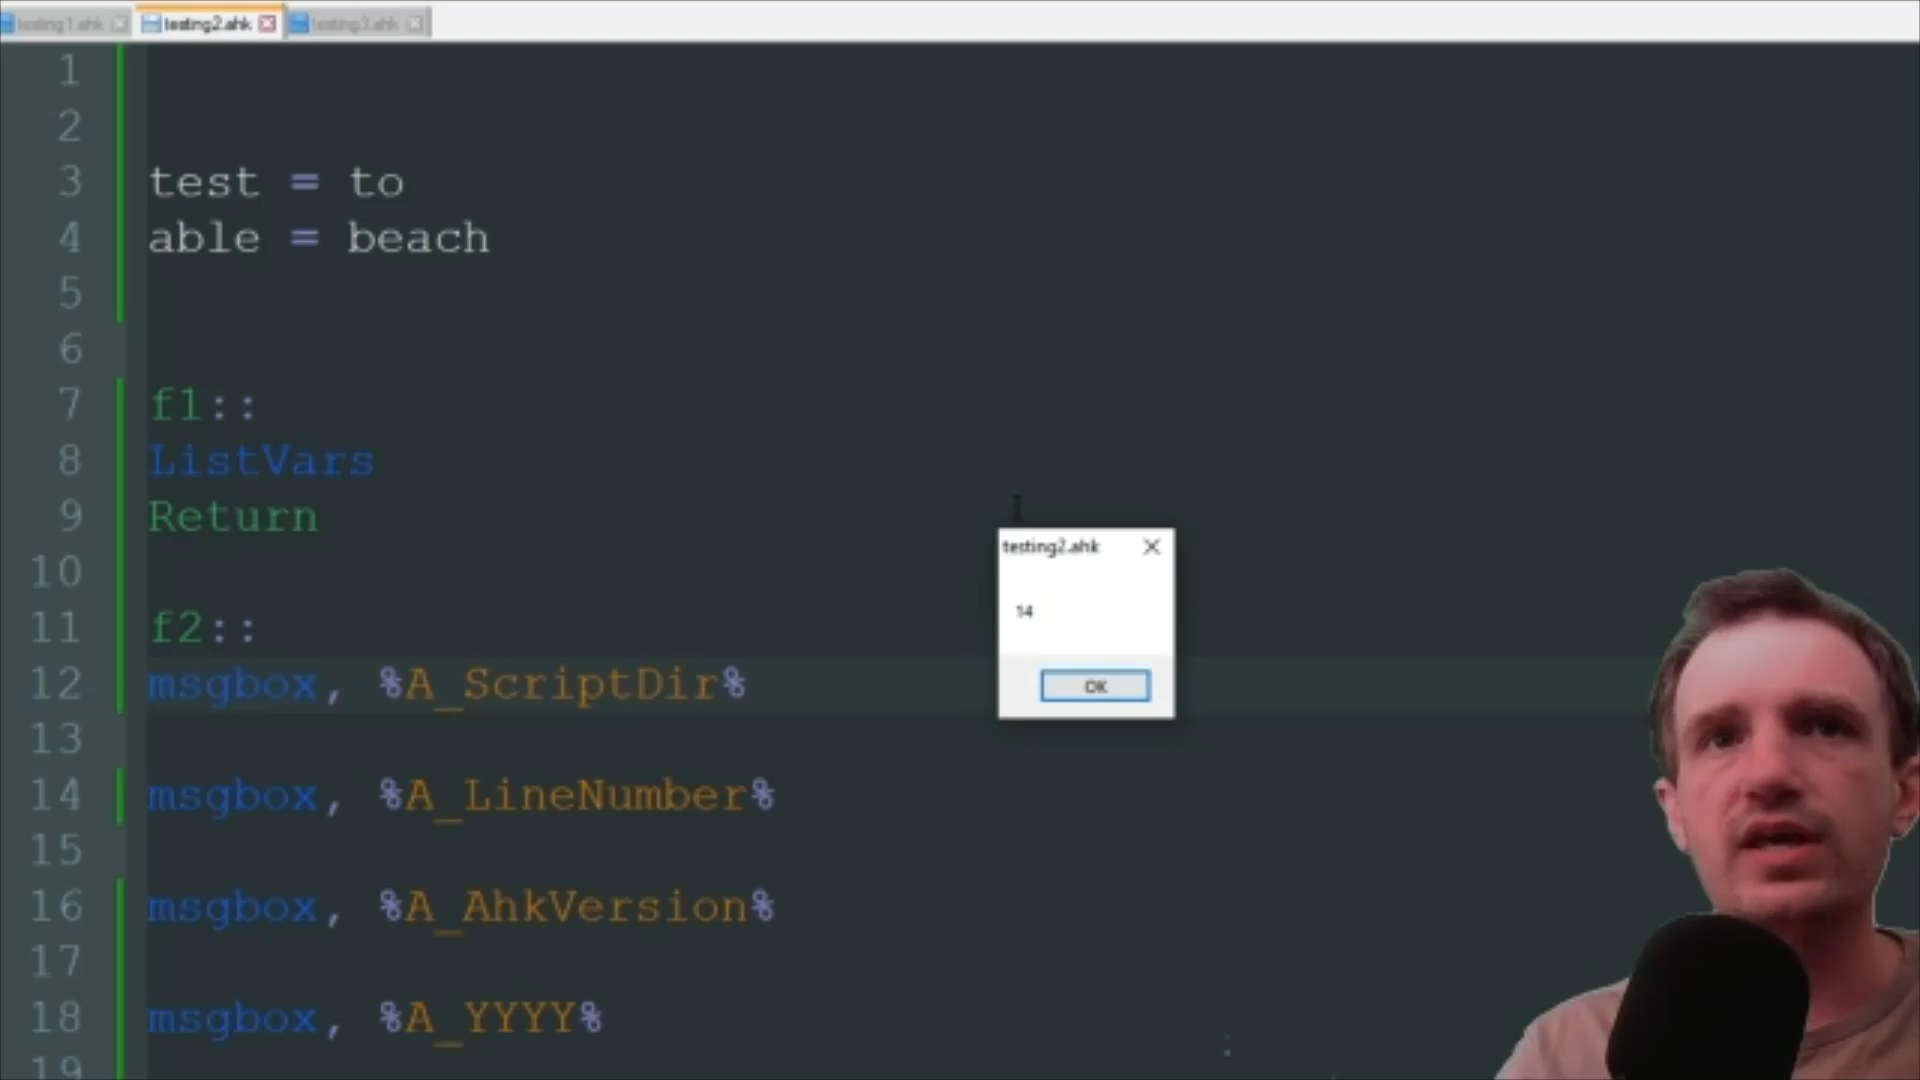 testing1.ahk testing2.ahk testing3.ahk
1
2
3 test = to
4 able = beach
5
6
7 f1::
8 ListVars
9 Return
10
11 f2::
12 msgbox, %A_ScriptDir%
13
14 msgbox, %A_LineNumber%
15
16 msgbox, %A_AhkVersion%
17
18 msgbox, %A_YYYY%
19
testing2.ahk
14
OK